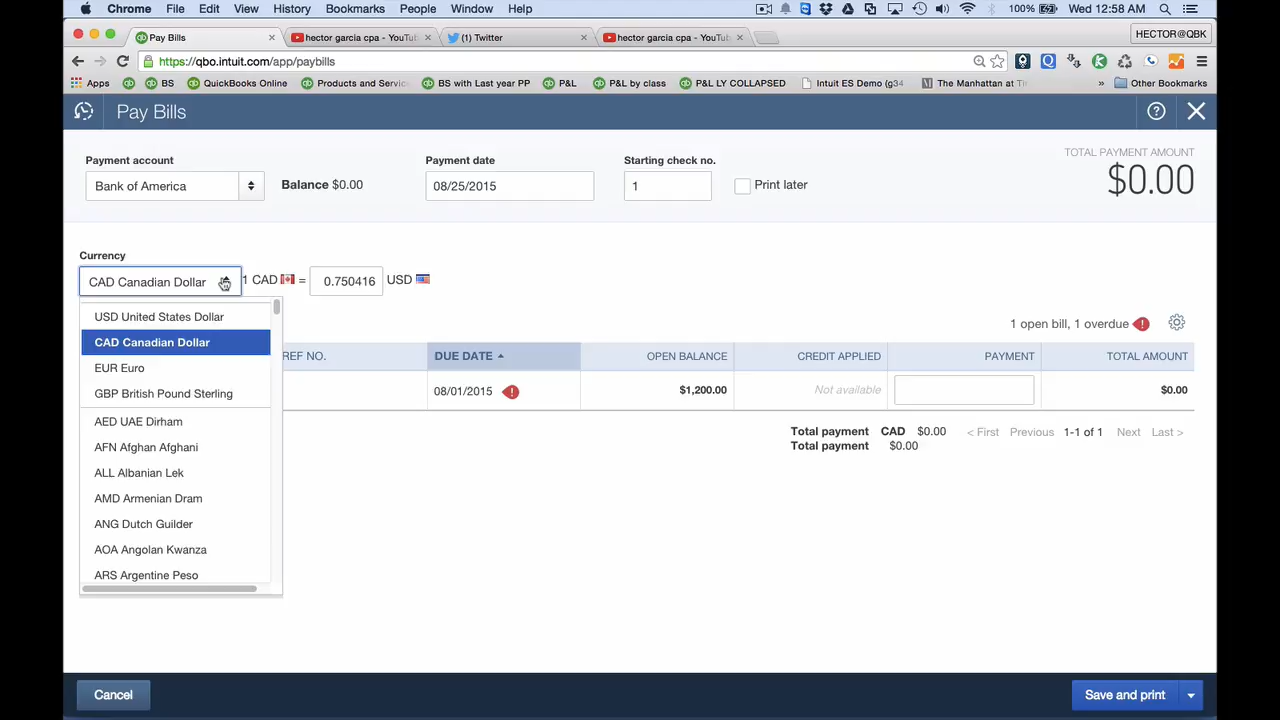 Chrome File Edit View History Bookmarks People Window Help 100% Wed 12:58 AM
Pay Bills hector garcia cpa - YouTu (1) Twitter hector garcia cpa - YouTu HECTOR@QBK
https://qbo.intuit.com/app/paybills
Apps BS QuickBooks Online Products and Servic BS with Last year PP P&L P&L by class P&L LY COLLAPSED Intuit ES Demo (g34 The Manhattan at Tir » Other Bookmarks
Pay Bills
Payment account Payment date Starting check no. TOTAL PAYMENT AMOUNT
Bank of America Balance $0.00 08/25/2015 1 Print later $0.00
Currency
CAD Canadian Dollar 1 CAD = 0.750416 USD
USD United States Dollar 1 open bill, 1 overdue
CAD Canadian Dollar REF NO. DUE DATE OPEN BALANCE CREDIT APPLIED PAYMENT TOTAL AMOUNT
EUR Euro
GBP British Pound Sterling 08/01/2015 $1,200.00 Not available $0.00
AED UAE Dirham
Total payment CAD $0.00 < First Previous 1-1 of 1 Next Last >
AFN Afghan Afghani Total payment $0.00
ALL Albanian Lek
AMD Armenian Dram
ANG Dutch Guilder
AOA Angolan Kwanza
ARS Argentine Peso
Cancel Save and print